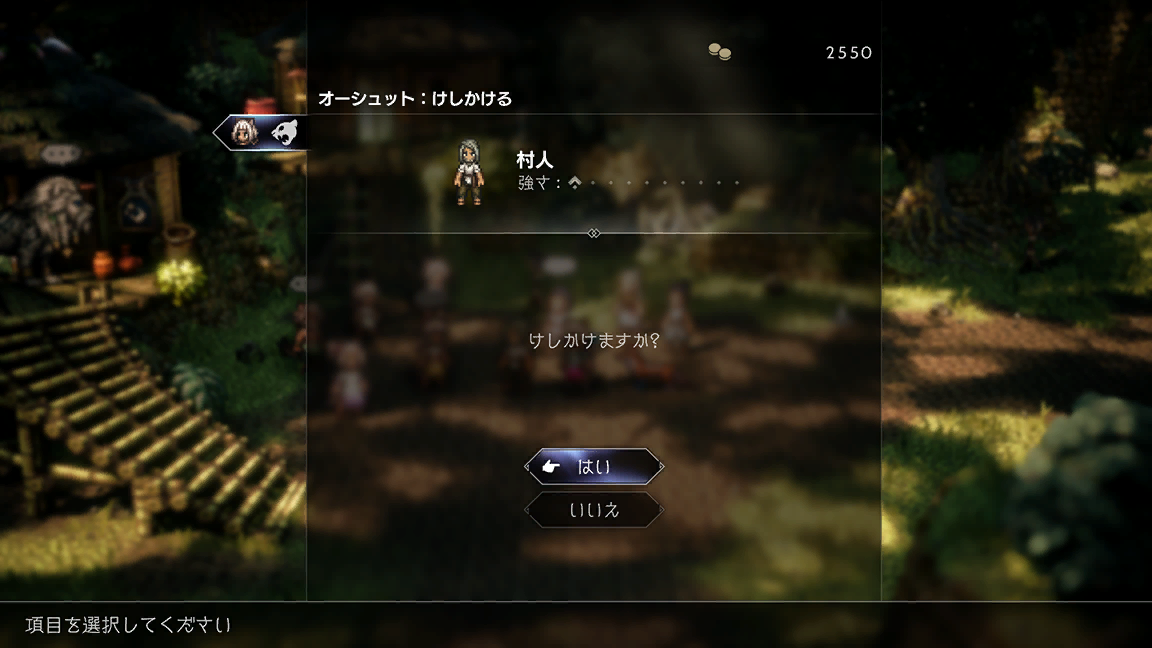 2550
オーシュット：けしかける
村人
強さ：
けしかけますか?
はい
いいえ
項目を選択してください